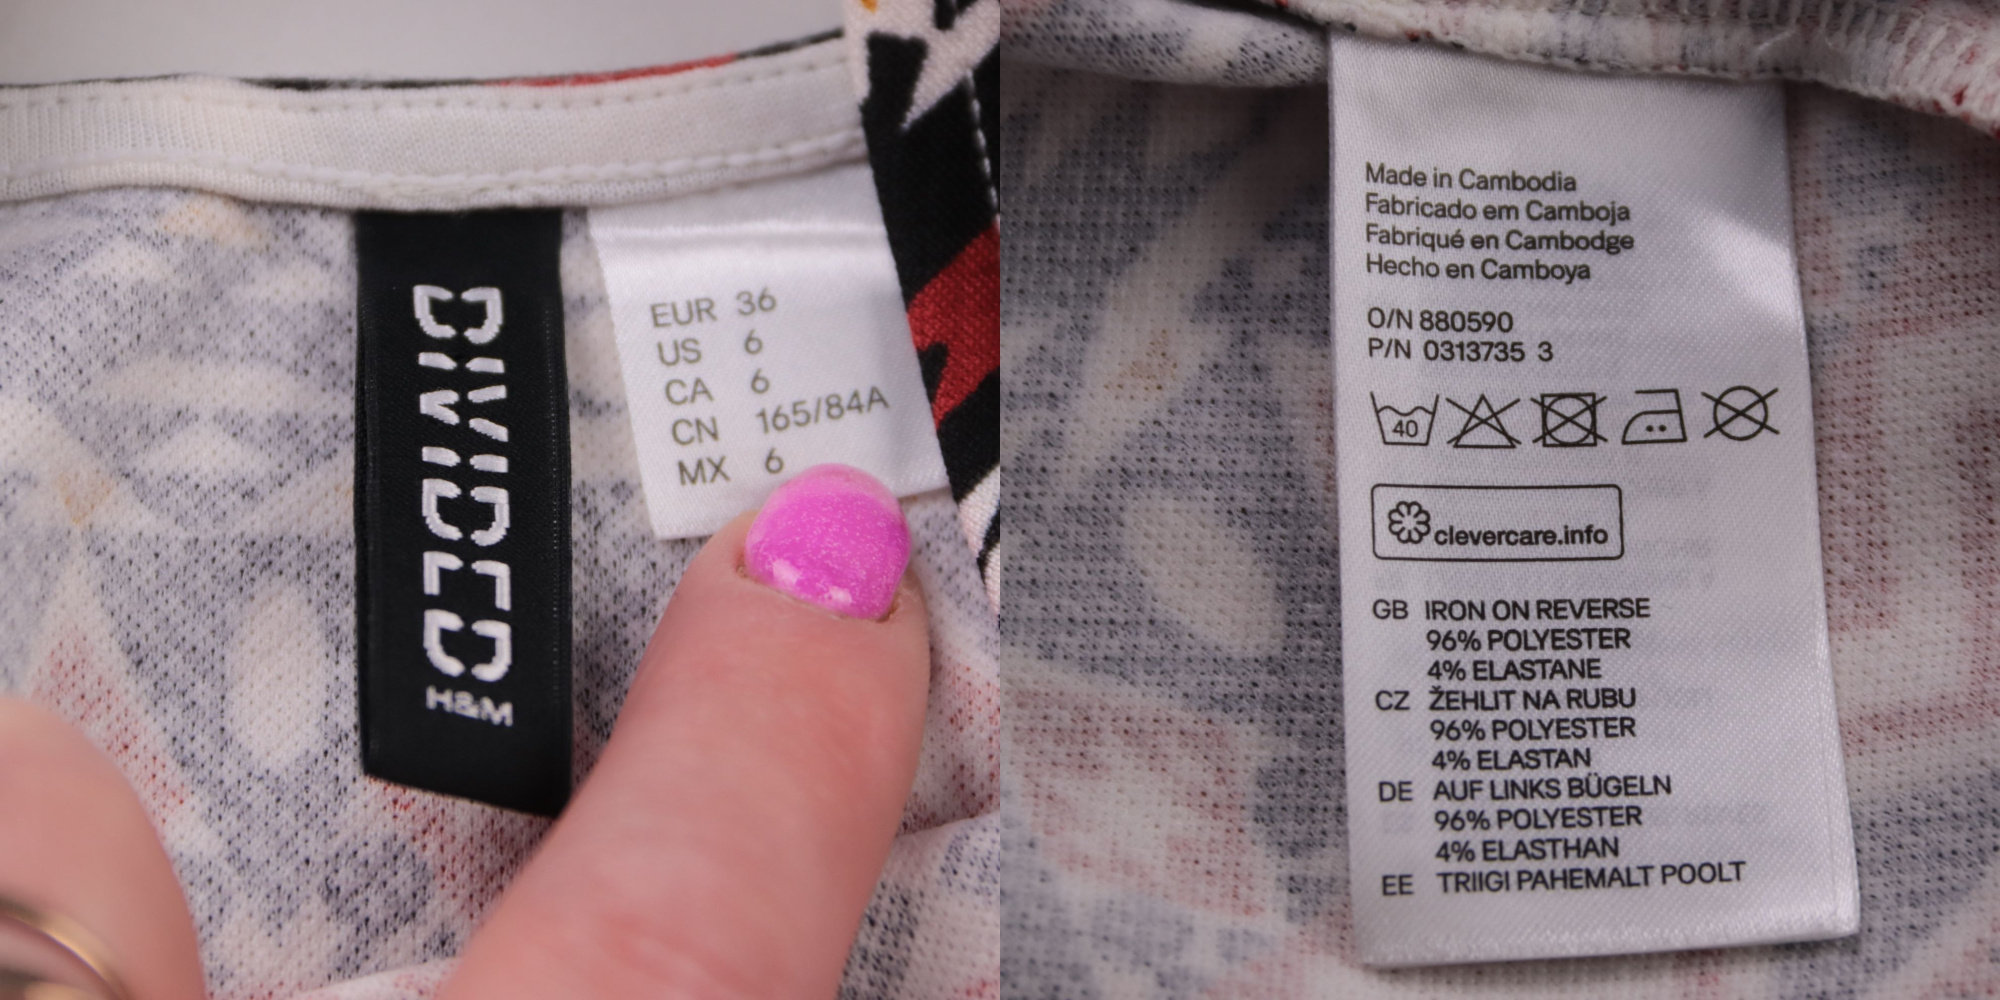 DIVIDED
H&M
EUR 36
US 6
CA 6
CN 165/84A
MX 6
Made in Cambodia
Fabricado em Camboja
Fabriqué en Cambodge
Hecho en Camboya
O/N 880590
P/N 0313735 3
40
clevercare.info
GB IRON ON REVERSE
96% POLYESTER
4% ELASTANE
CZ ŽEHLIT NA RUBU
96% POLYESTER
4% ELASTAN
DE AUF LINKS BÜGELN
96% POLYESTER
4% ELASTHAN
EE TRIIGI PAHEMALT POOLT